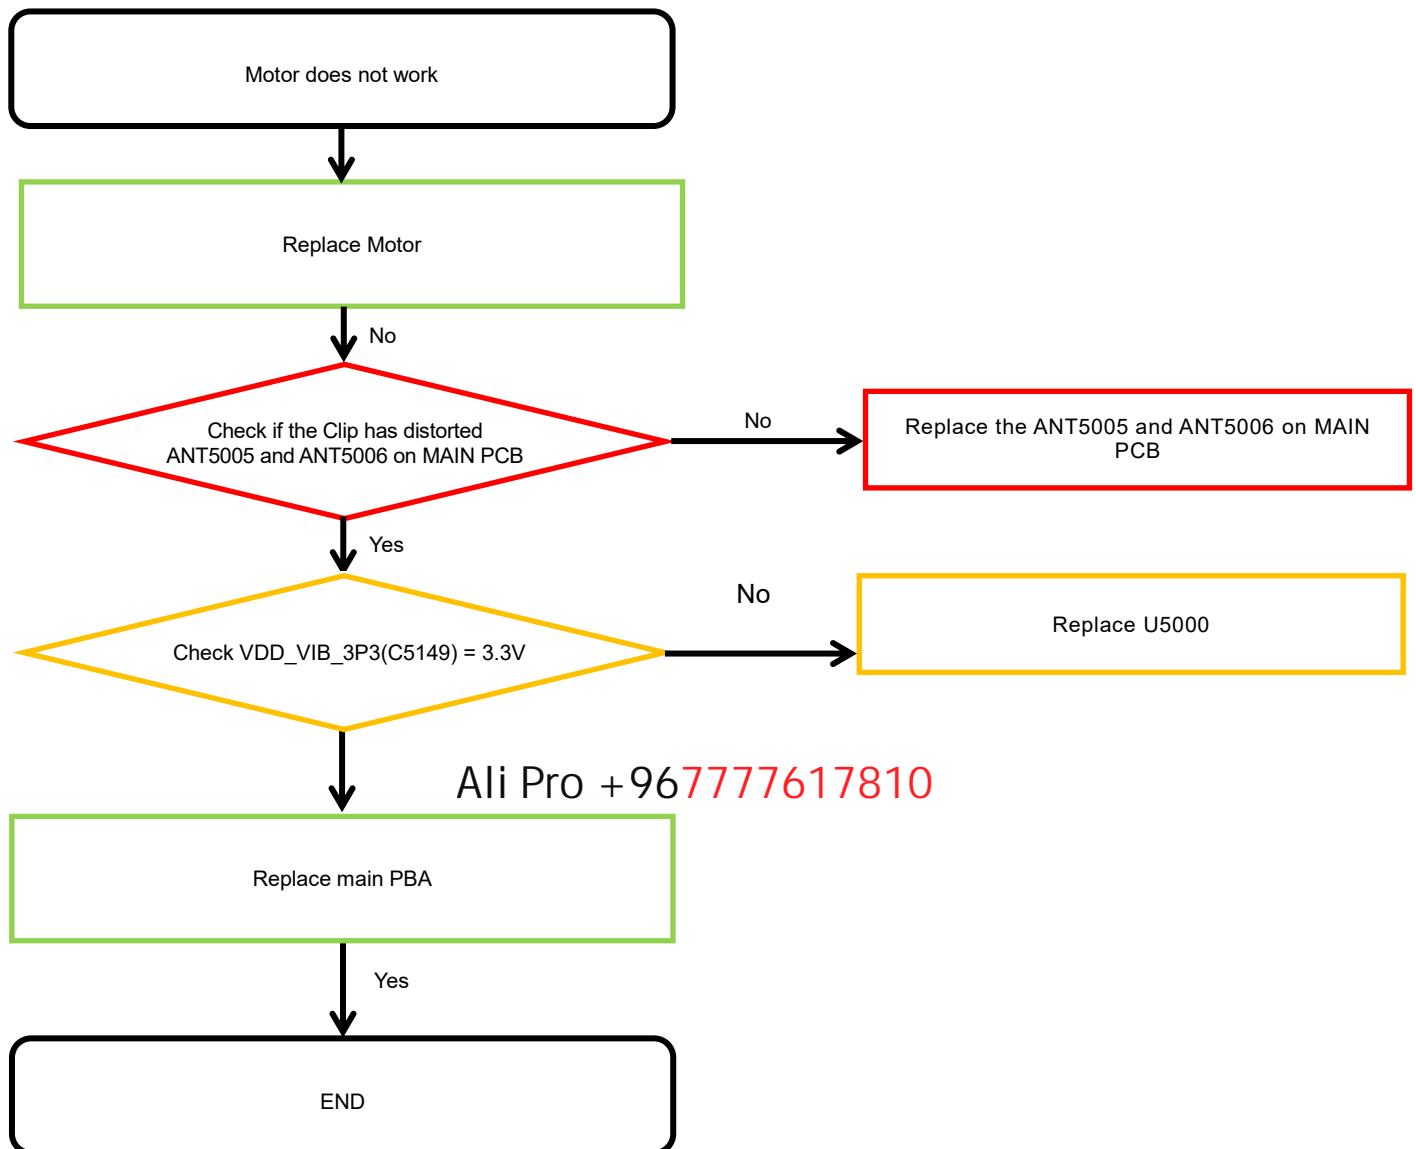 Motor does not work
Replace Motor
No
Check if the Clip has distorted
ANT5005 and ANT5006 on MAIN PCB
No
Replace the ANT5005 and ANT5006 on MAIN
PCB
Yes
Check VDD_VIB_3P3(C5149) = 3.3V
No
Replace U5000
Ali Pro +967777617810
Replace main PBA
Yes
END